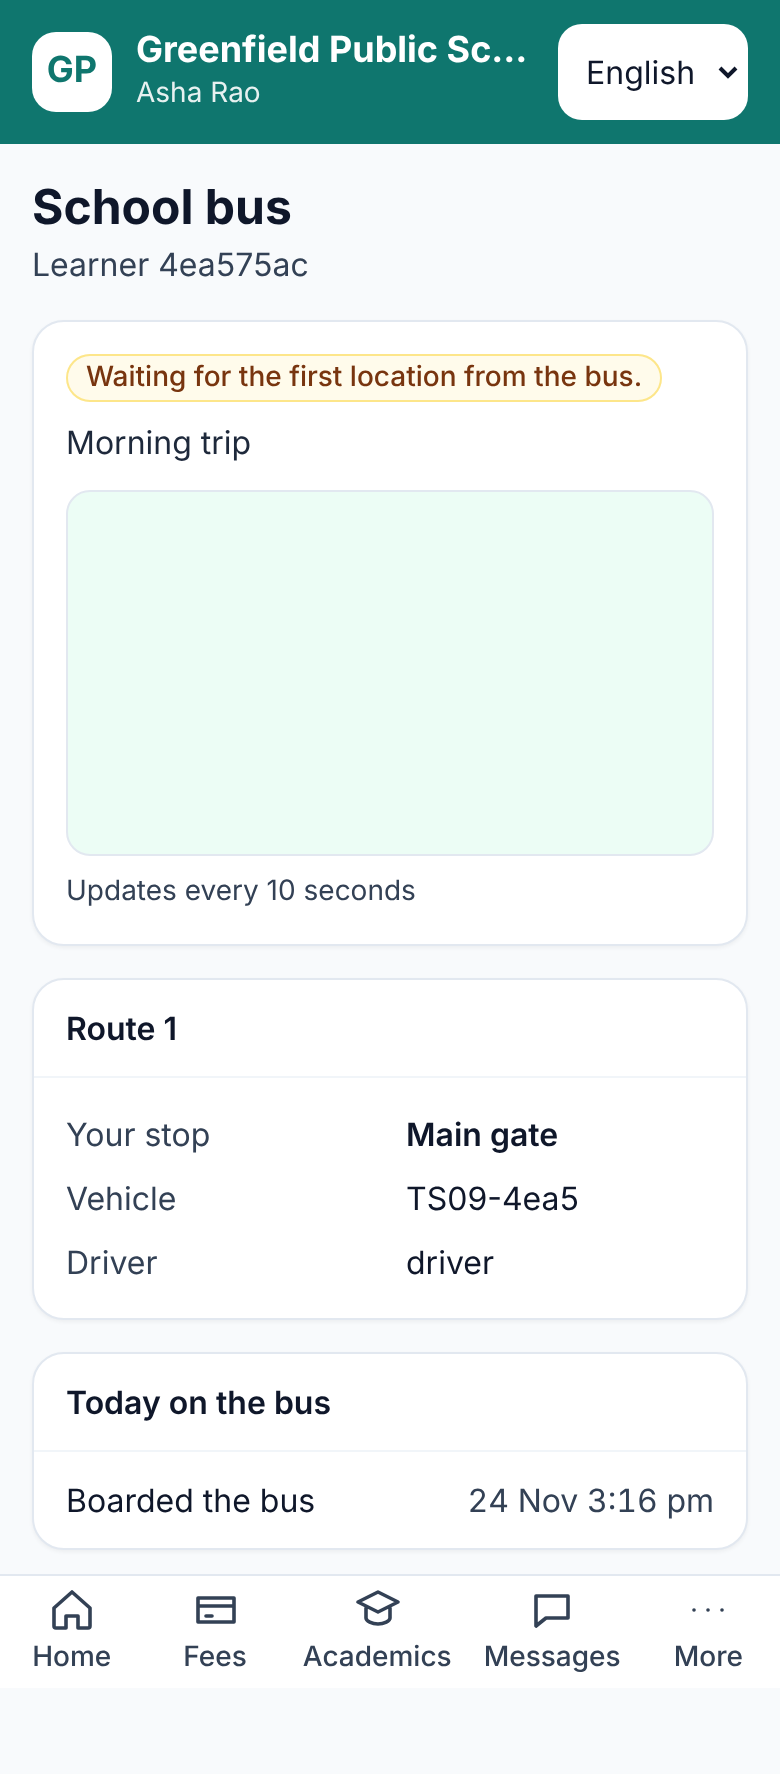 GP
Greenfield Public Sc...
Asha Rao
English
School bus
Learner 4ea575ac
Waiting for the first location from the bus.
Morning trip
Updates every 10 seconds
Route 1
Your stop Main gate
Vehicle TS09-4ea5
Driver driver
Today on the bus
Boarded the bus 24 Nov 3:16 pm
Home Fees Academics Messages More